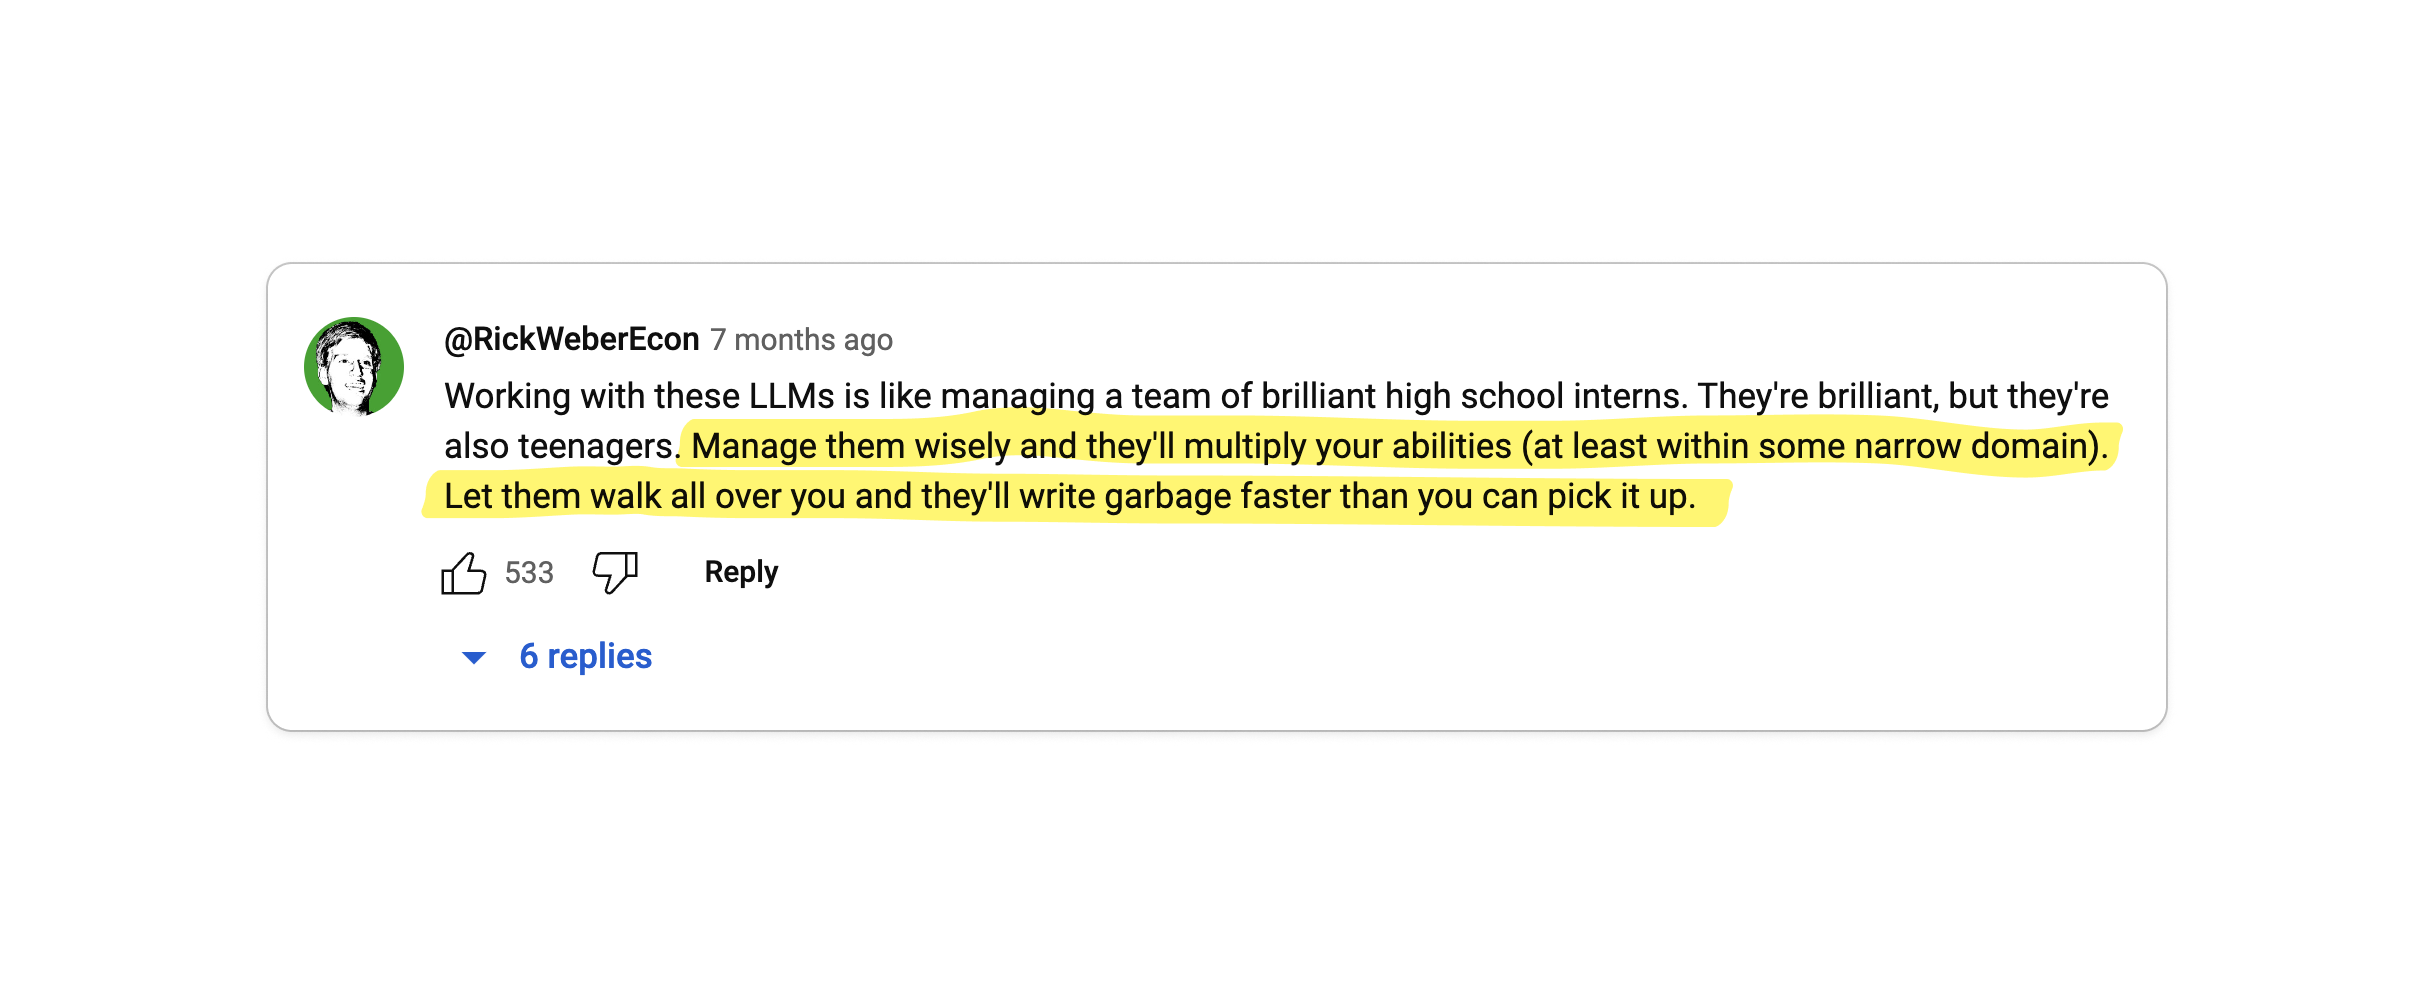 @RickWeberEcon 7 months ago
Working with these LLMs is like managing a team of brilliant high school interns. They're brilliant, but they're
also teenagers. Manage them wisely and they'll multiply your abilities (at least within some narrow domain).
Let them walk all over you and they'll write garbage faster than you can pick it up.
533 Reply
6 replies